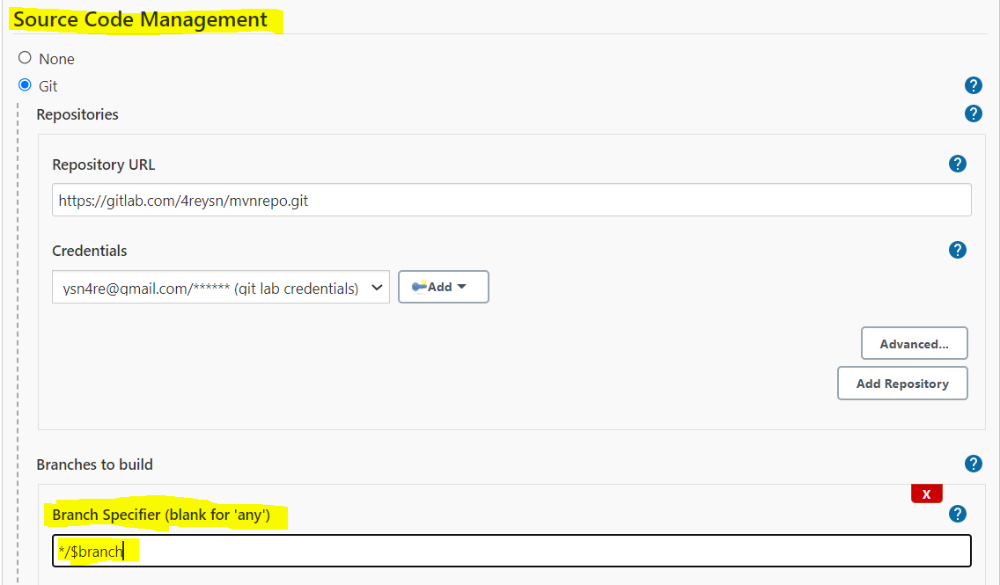 Source Code Management
None
Git
?
Repositories
?
Repository URL
?
https://gitlab.com/4reysn/mvnrepo.git
Credentials
?
ysn4re@gmail.com/****** (git lab credentials)
Add
Advanced...
Add Repository
Branches to build
?
X
Branch Specifier (blank for 'any')
?
*/$branch